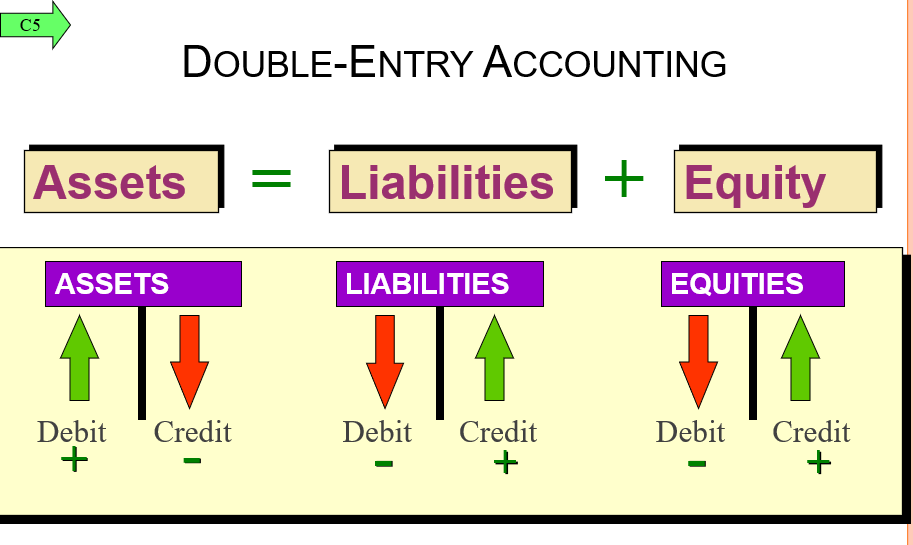 C5
DOUBLE-ENTRY ACCOUNTING
Assets = Liabilities + Equity
ASSETS LIABILITIES EQUITIES
Debit Credit Debit Credit Debit Credit
+ - - + - +